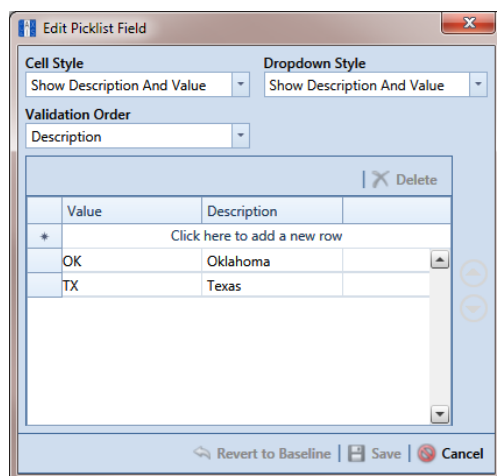 Edit Picklist Field
Cell Style
Dropdown Style
Show Description And Value
Show Description And Value
Validation Order
Description
Delete
Value Description
Click here to add a new row
OK Oklahoma
TX Texas
Revert to Baseline Save Cancel